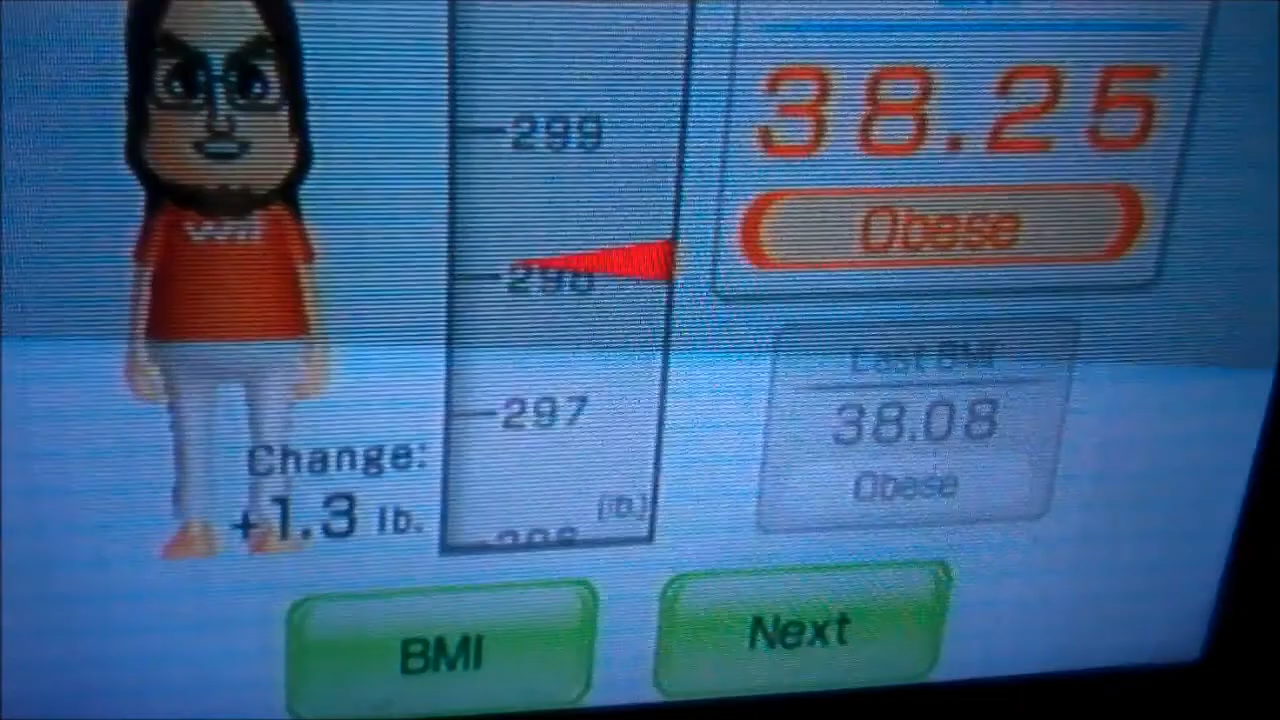 299
38.25
Obese
298
Last BMI
297
38.08
Change:
Obese
+1.3 lb.
(lb.)
BMI
Next